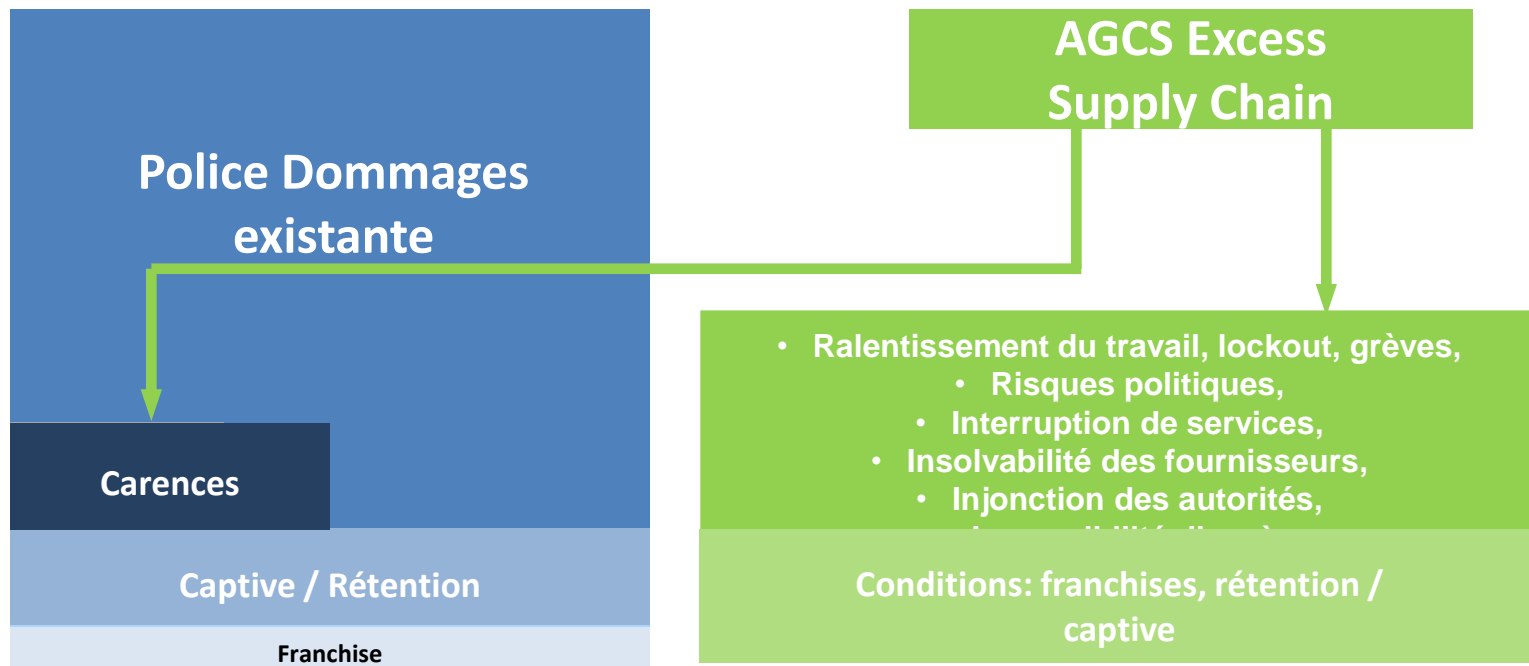 Police Dommages
existante
Carences
Captive / Rétention
Franchise
AGCS Excess
Supply Chain
• Ralentissement du travail, lockout, grèves,
• Risques politiques,
• Interruption de services,
• Insolvabilité des fournisseurs,
• Injonction des autorités,
Conditions: franchises, rétention /
captive